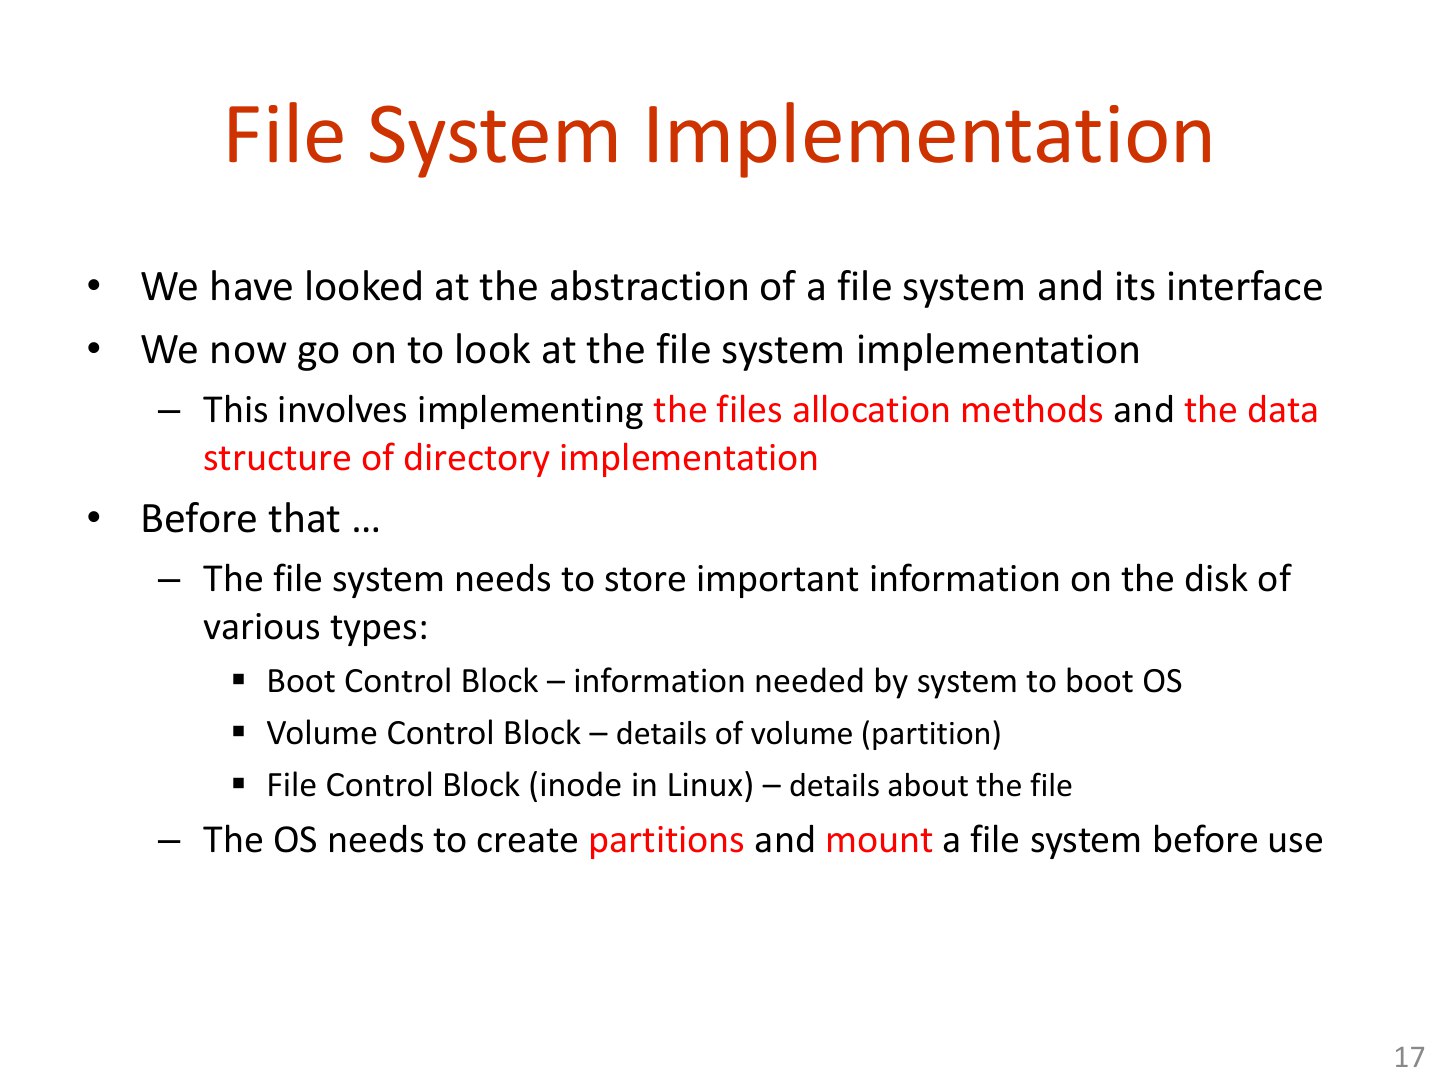 File System Implementation
• We have looked at the abstraction of a file system and its interface
• We now go on to look at the file system implementation
– This involves implementing the files allocation methods and the data
structure of directory implementation
• Before that …
– The file system needs to store important information on the disk of
various types:
▪ Boot Control Block – information needed by system to boot OS
▪ Volume Control Block – details of volume (partition)
▪ File Control Block (inode in Linux) – details about the file
– The OS needs to create partitions and mount a file system before use
17